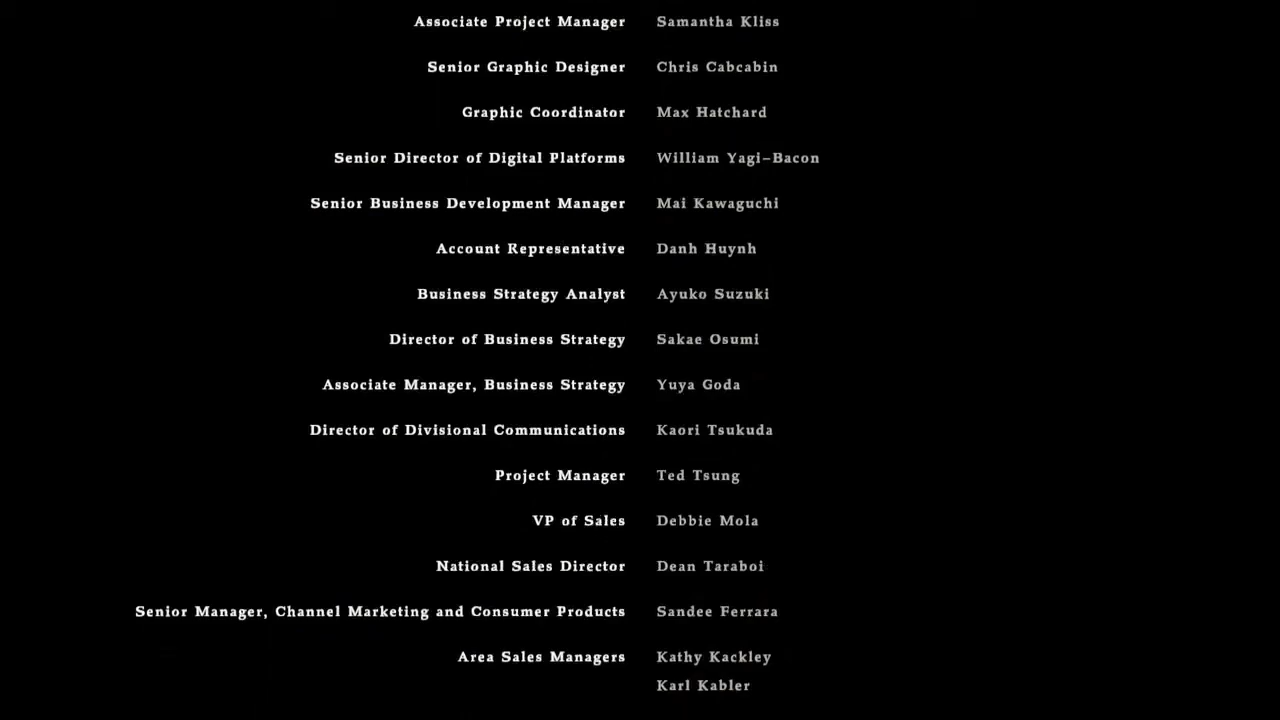 Associate Project Manager Samantha Kliss
Senior Graphic Designer Chris Cabcabin
Graphic Coordinator Max Hatchard
Senior Director of Digital Platforms William Yagi-Bacon
Senior Business Development Manager Mai Kawaguchi
Account Representative Danh Huynh
Business Strategy Analyst Ayuko Suzuki
Director of Business Strategy Sakae Osumi
Associate Manager, Business Strategy Yuya Goda
Director of Divisional Communications Kaori Tsukuda
Project Manager Ted Tsung
VP of Sales Debbie Mola
National Sales Director Dean Taraboi
Senior Manager, Channel Marketing and Consumer Products Sandee Ferrara
Area Sales Managers Kathy Kackley
Karl Kabler